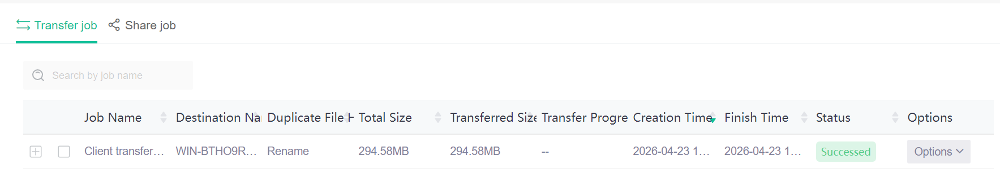 Transfer job Share job
Search by job name
Job Name Destination Na Duplicate File H Total Size Transferred Size Transfer Progre Creation Time Finish Time Status Options
Client transfer… WIN-BTHO9R… Rename 294.58MB 294.58MB -- 2026-04-23 1… 2026-04-23 1… Successed Options